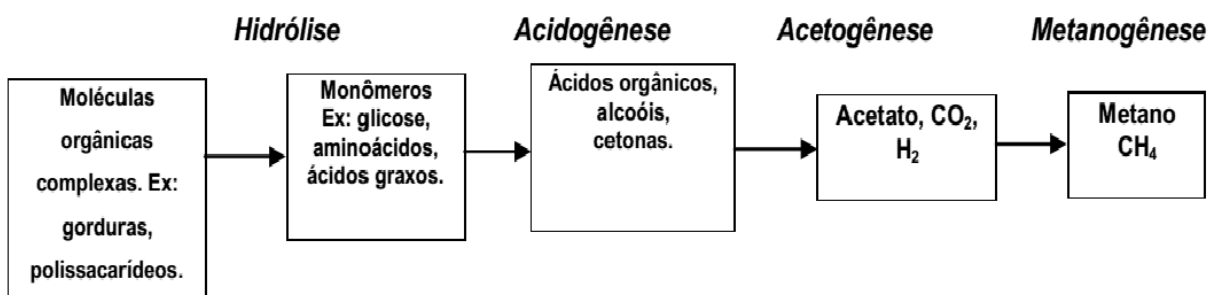 Hidrólise
Acidogênese
Acetogênese
Metanogênese
Moléculas
orgânicas
complexas. Ex:
gorduras,
polissacarídeos.
Monômeros
Ex: glicose,
aminoácidos,
ácidos graxos.
Ácidos orgânicos,
alcoóis,
cetonas.
Acetato, CO₂,
H₂
Metano
CH₄